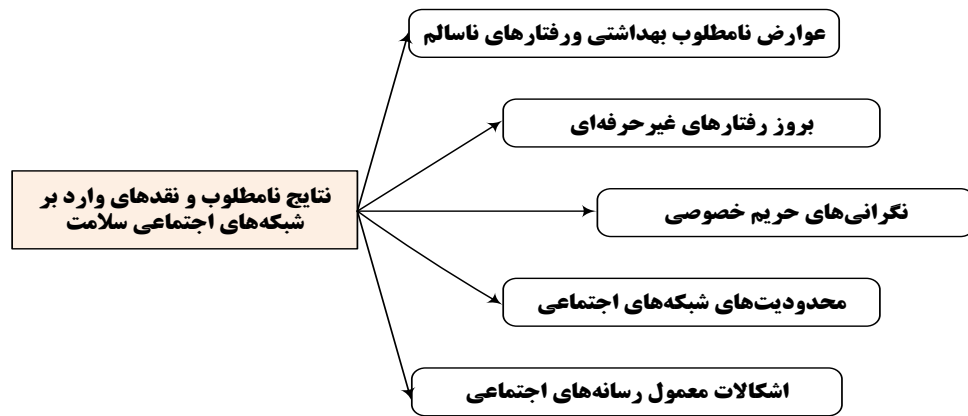 عوارض نامطلوب بهداشتی ورفتارهای ناسالم
بروز رفتارهای غیرحرفه‌ای
نتایج نامطلوب و نقدهای وارد بر
شبکه‌های اجتماعی سلامت
نگرانی‌های حریم خصوصی
محدودیت‌های شبکه‌های اجتماعی
اشکالات معمول رسانه‌های اجتماعی